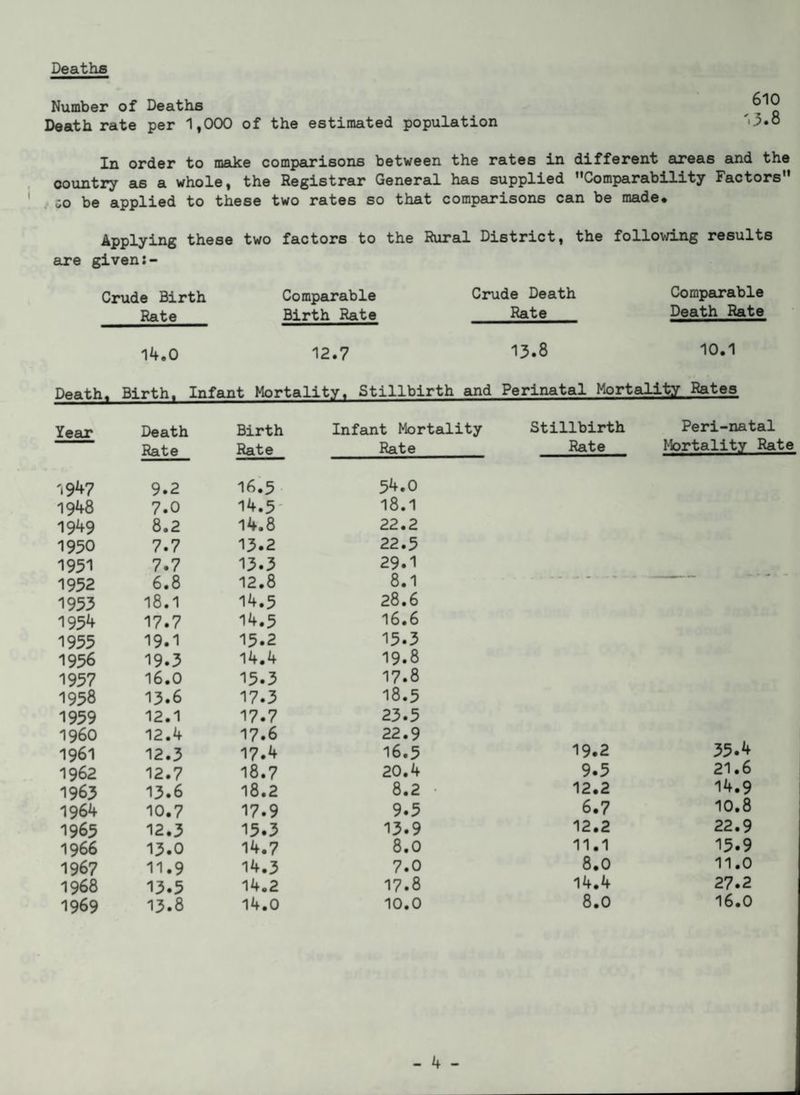 Deaths
Number of Deaths 610
Death rate per 1,000 of the estimated population 13.8
In order to make comparisons between the rates in different areas and the
country as a whole, the Registrar General has supplied "Comparability Factors"
so be applied to these two rates so that comparisons can be made.
Applying these two factors to the Rural District, the following results
are given:-
Crude Birth Comparable Crude Death Comparable
Rate Birth Rate Rate Death Rate
14.0 12.7 13.8 10.1
Death, Birth, Infant Mortality, Stillbirth and Perinatal Mortality Rates
Year Death Birth Infant Mortality Stillbirth Peri-natal
Rate Rate Rate Rate Mortality Rate
1947 9.2 16.5 54.0
1948 7.0 14.5 18.1
1949 8.2 14.8 22.2
1950 7.7 13.2 22.5
1951 7.7 13.3 29.1
1952 6.8 12.8 8.1
1953 18.1 14.5 28.6
1954 17.7 14.5 16.6
1955 19.1 15.2 15.3
1956 19.3 14.4 19.8
1957 16.0 15.3 17.8
1958 13.6 17.3 18.5
1959 12.1 17.7 23.5
1960 12.4 17.6 22.9
1961 12.3 17.4 16.5 19.2 35.4
1962 12.7 18.7 20.4 9.5 21.6
1963 13.6 18.2 8.2 12.2 14.9
1964 10.7 17.9 9.5 6.7 10.8
1965 12.3 15.3 13.9 12.2 22.9
1966 13.0 14.7 8.0 11.1 15.9
1967 11.9 14.3 7.0 8.0 11.0
1968 13.5 14.2 17.8 14.4 27.2
1969 13.8 14.0 10.0 8.0 16.0
- 4 -